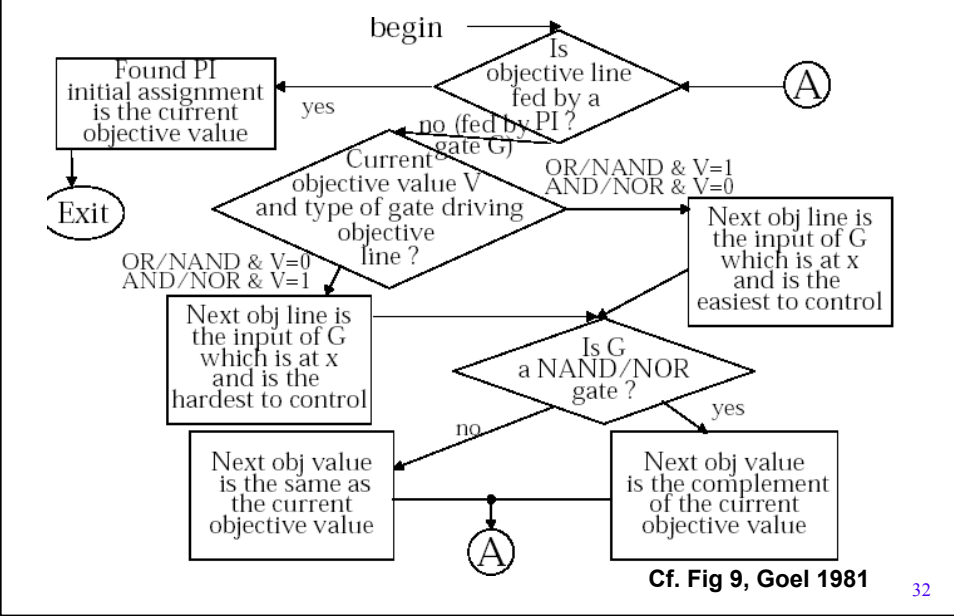 begin
Is
objective line
fed by a
PI ?
A
yes
Found PI
initial assignment
is the current
objective value
Exit
no (fed by
gate G)
Current
objective value V
and type of gate driving
objective
line ?
OR/NAND & V=1
AND/NOR & V=0
Next obj line is
the input of G
which is at x
and is the
easiest to control
OR/NAND & V=0
AND/NOR & V=1
Next obj line is
the input of G
which is at x
and is the
hardest to control
Is G
a NAND/NOR
gate ?
no
yes
Next obj value
is the same as
the current
objective value
Next obj value
is the complement
of the current
objective value
A
Cf. Fig 9, Goel 1981
32